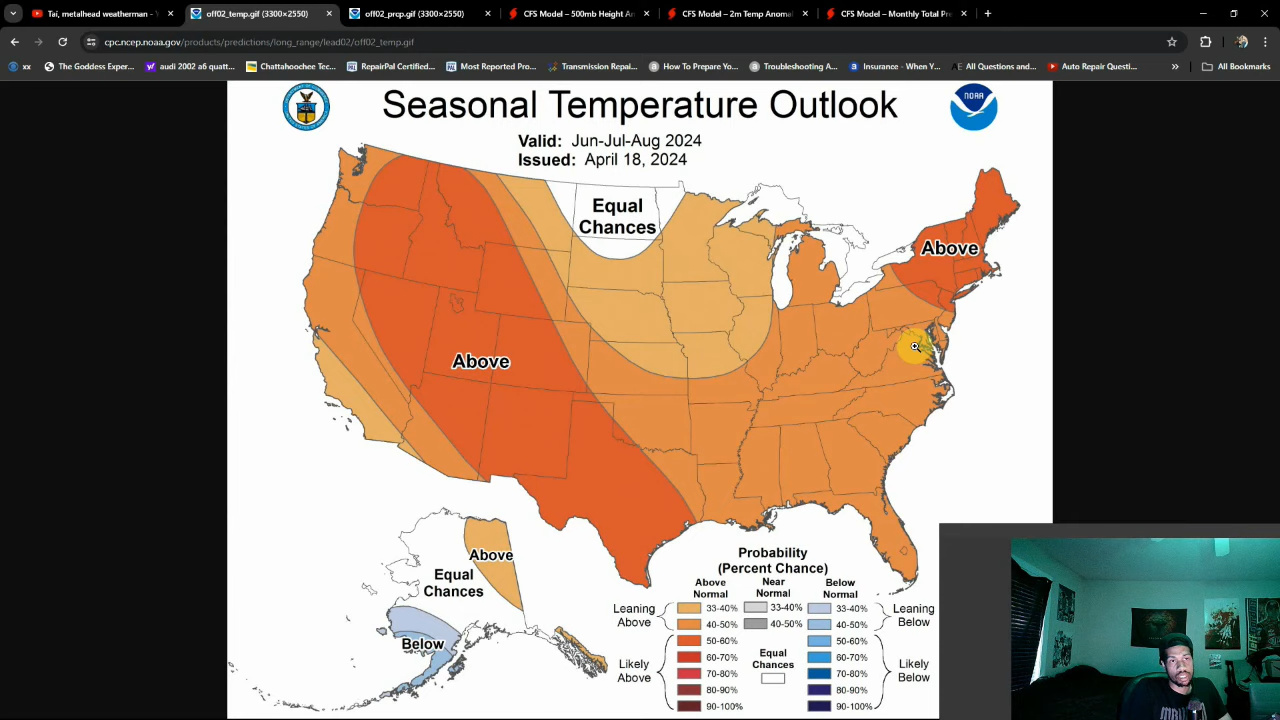 Tai, metalhead weatherman -
off02_temp.gif (3300×2550)
off02_prcp.gif (3300×2550)
CFS Model – 500mb Height An
CFS Model – 2m Temp Anomal
CFS Model – Monthly Total Pr
cpc.ncep.noaa.gov/products/predictions/long_range/lead02/off02_temp.gif
xx
The Goddess Exper...
audi 2002 a6 quatt...
Chattahoochee Tec...
RepairPal Certified...
Most Reported Pro...
Transmission Repai...
How To Prepare Yo...
Troubleshooting A...
Insurance - When Y...
AE All Questions and...
Auto Repair Questi...
All Bookmarks
Seasonal Temperature Outlook
NOAA
Valid: Jun-Jul-Aug 2024
Issued: April 18, 2024
Equal
Chances
Above
Above
Above
Equal
Chances
Below
Probability
(Percent Chance)
Above
Normal
Near
Normal
Below
Normal
Leaning
Above
33-40%
33-40%
33-40%
Leaning
Below
40-50%
40-50%
40-50%
50-60%
50-60%
Likely
Above
60-70%
Equal
Chances
60-70%
Likely
Below
70-80%
70-80%
80-90%
80-90%
90-100%
90-100%